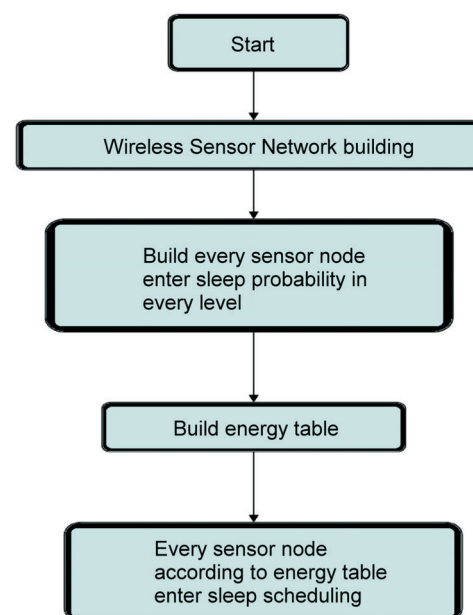 Start
Wireless Sensor Network building
Build every sensor node
enter sleep probability in
every level
Build energy table
Every sensor node
according to energy table
enter sleep scheduling